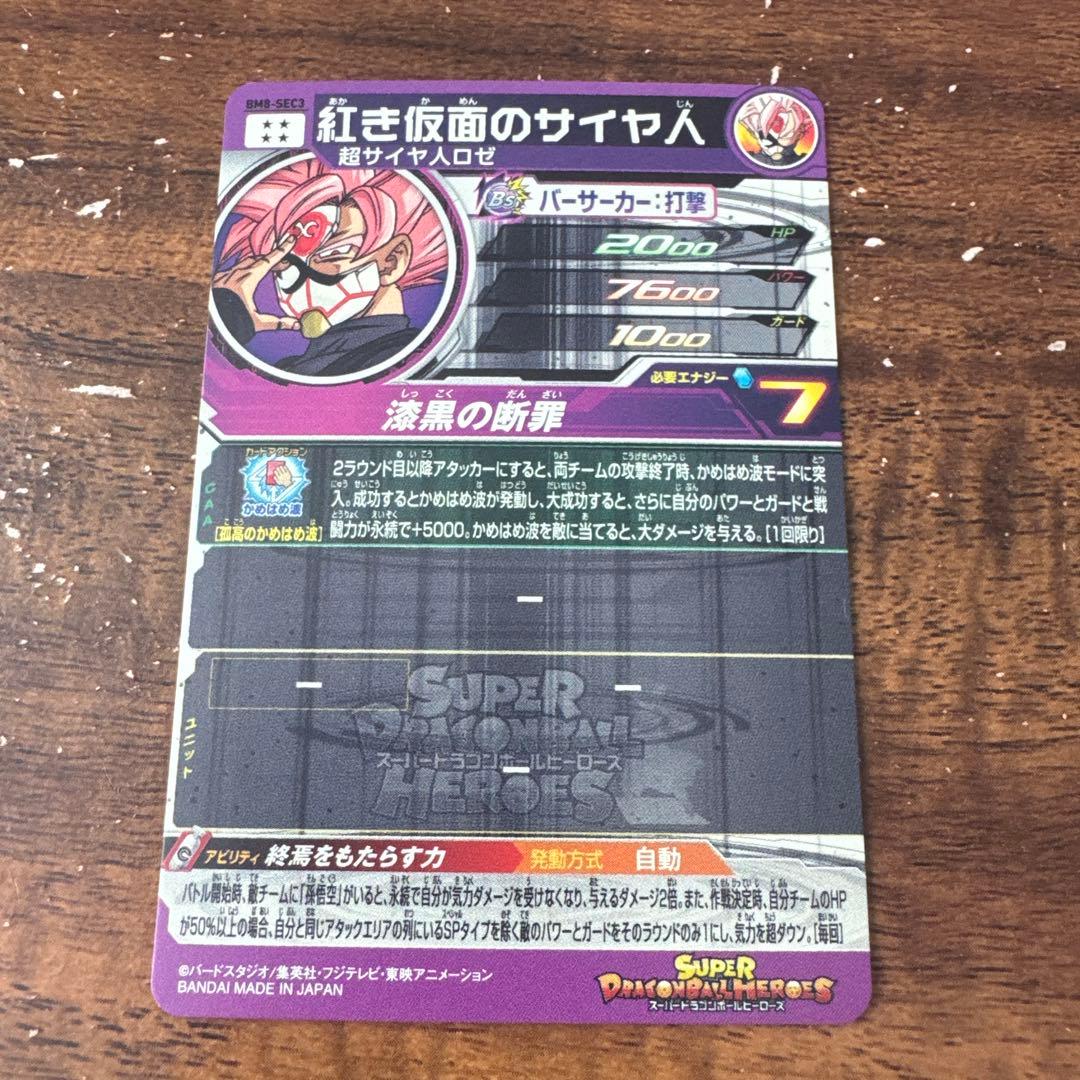 BM8-SEC3
紅き仮面のサイヤ人
超サイヤ人ロゼ
BS バーサーカー:打撃
2000 HP
7600 パワー
1000 ガード
必要エナジー 7
漆黒の断罪
CAA
カードアクション
かめはめ波
[孤高のかめはめ波]
2ラウンド目以降アタッカーにすると、両チームの攻撃終了時、かめはめ波モードに突
入。成功するとかめはめ波が発動し、大成功すると、さらに自分のパワーとガードと戦
闘力が永続で+5000。かめはめ波を敵に当てると、大ダメージを与える。[1回限り]
ー
ユニット
ー ー
ー
SUPER
DRAGONBALL
スーパードラゴンボールヒーローズ
HEROES
アビリティ 終焉をもたらす力 発動方式 自動
バトル開始時、敵チームに「孫悟空」がいると、永続で自分が気力ダメージを受けなくなり、与えるダメージ2倍。また、作戦決定時、自分チームのHP
が50%以上の場合、自分と同じアタックエリアの列にいるSPタイプを除く敵のパワーとガードをそのラウンドのみ1にし、気力を超ダウン。[毎回]
©バードスタジオ/集英社・フジテレビ・東映アニメーション
BANDAI MADE IN JAPAN
SUPER
DRAGONBALL HEROES
スーパードラゴンボールヒーローズ